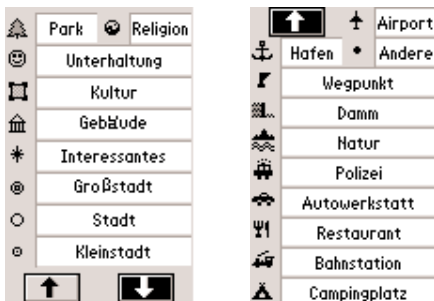 Park Religion
Unterhaltung
Kultur
Gebäude
Interessantes
Großstadt
Stadt
Kleinstadt
Airport
Hafen Andere
Wegpunkt
Damm
Natur
Polizei
Autowerkstatt
Restaurant
Bahnstation
Campingplatz